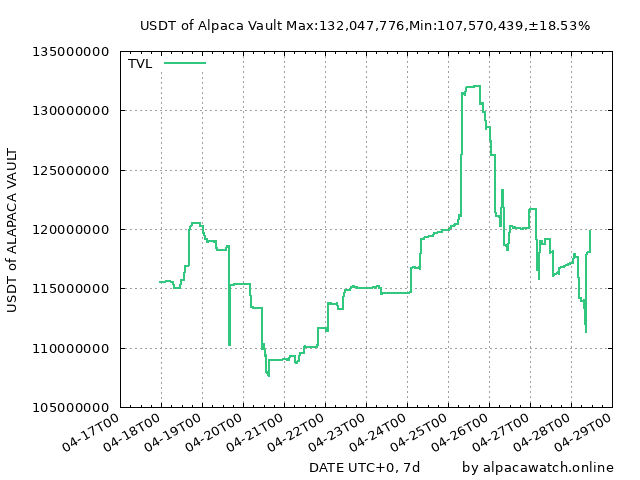 USDT of Alpaca Vault Max:132,047,776,Min:107,570,439,±18.53%
TVL
135000000
130000000
125000000
120000000
115000000
110000000
105000000
USDT of ALAPACA VAULT
04-17T00
04-18T00
04-19T00
04-20T00
04-21T00
04-22T00
04-23T00
04-24T00
04-25T00
04-26T00
04-27T00
04-28T00
04-29T00
DATE UTC+0, 7d
by alpacawatch.online